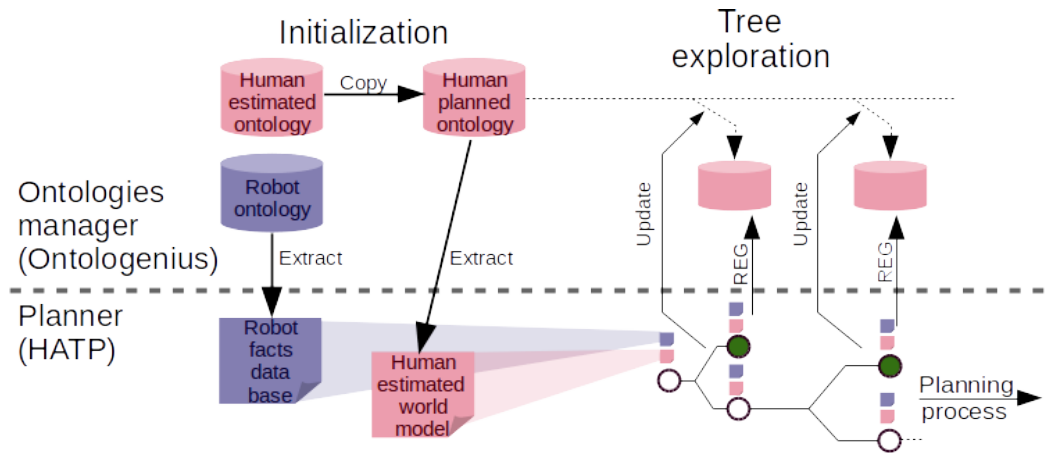 Initialization
Tree
exploration
Human
estimated
ontology
Copy
Human
planned
ontology
Robot
ontology
Ontologies
manager
(Ontologenius)
Extract
Extract
Update
REG
Update
REG
Planner
(HATP)
Robot
facts
data
base
Human
estimated
world
model
Planning
process